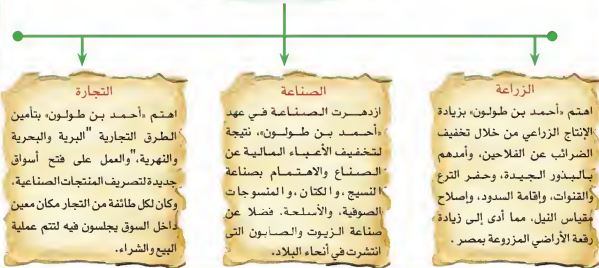 الزراعة
اهتم «أحمد بن طولون» بزيادة
الإنتاج الزراعي من خلال تخفيف
الضرائب عن الفلاحين، وأمدهم
بالبذور الجيدة، وحفر الترع
والقنوات، وإقامة السدود، وإصلاح
مقياس النيل، مما أدى إلى زيادة
رقعة الأراضي المزروعة بمصر.
الصناعة
ازدهرت الصناعة في عهد
«أحمد بن طولون»، نتيجة
لتخفيف الأعباء المالية عن
الصناع والاهتمام بصناعة
النسيج، والكتان، والمنسوجات
الصوفية، والأسلحة. فضلا عن
صناعة الزيوت والصابون التى
انتشرت في أنحاء البلاد.
التجارة
اهتم «أحمد بن طولون» بتأمين
الطرق التجارية "البرية والبحرية
والنهرية،" والعمل على فتح أسواق
جديدة لتصريف المنتجات الصناعية،
وكان لكل طائفة من التجار مكان معين
داخل السوق يجلسون فيه لتتم عملية
البيع والشراء.